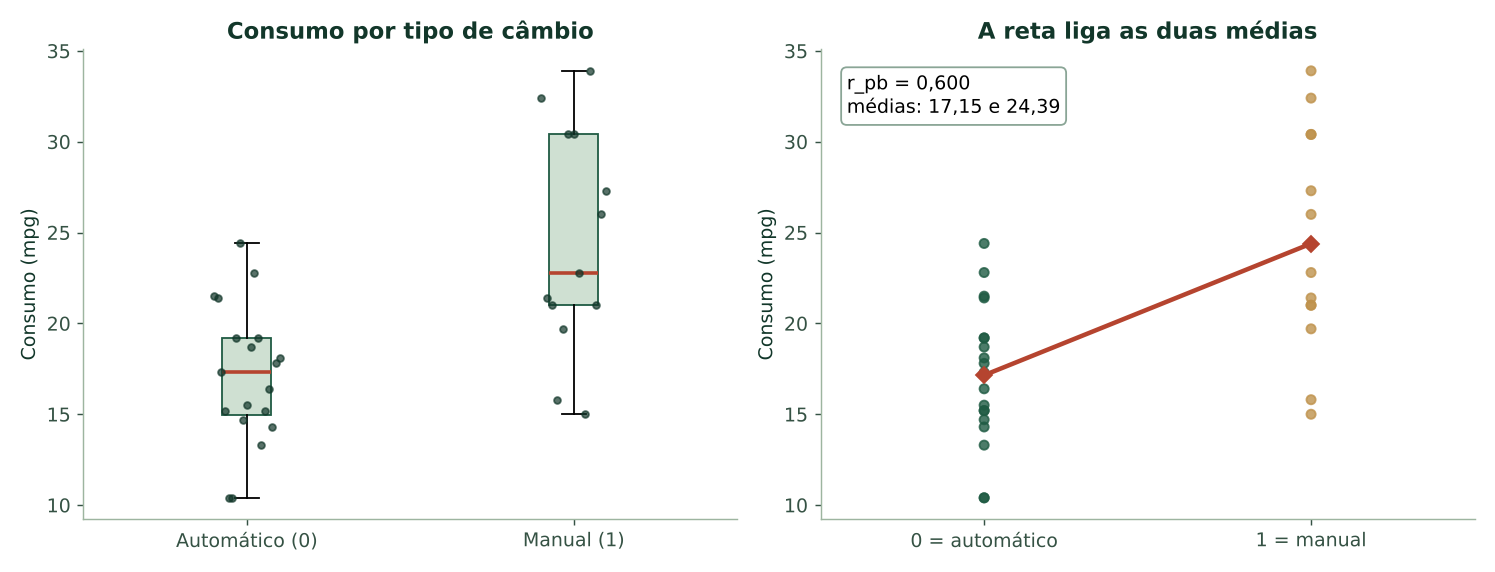 Consumo por tipo de câmbio
Consumo (mpg)
35
30
25
20
15
10
Automático (0)
Manual (1)
A reta liga as duas médias
r_pb = 0,600
médias: 17,15 e 24,39
Consumo (mpg)
35
30
25
20
15
10
0 = automático
1 = manual